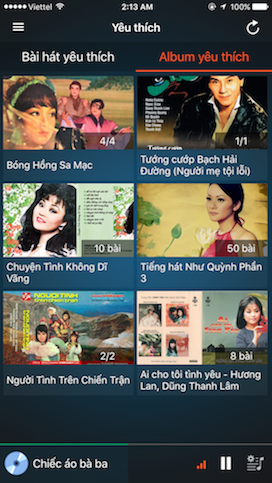 Viettel
2:13 AM
91%
Yêu thích
Bài hát yêu thích
Album yêu thích
4/4
1/1
Bóng Hồng Sa Mạc
Tướng cướp Bạch Hải
Đường (Người mẹ tội lỗi)
10 bài
50 bài
Chuyện Tình Không Dĩ
Vãng
Tiếng hát Như Quỳnh Phần
3
NGƯỜI TÌNH
2/2
8 bài
Người Tình Trên Chiến Trận
Ai cho tôi tình yêu - Hương
Lan, Dũng Thanh Lâm
Chiếc áo bà ba